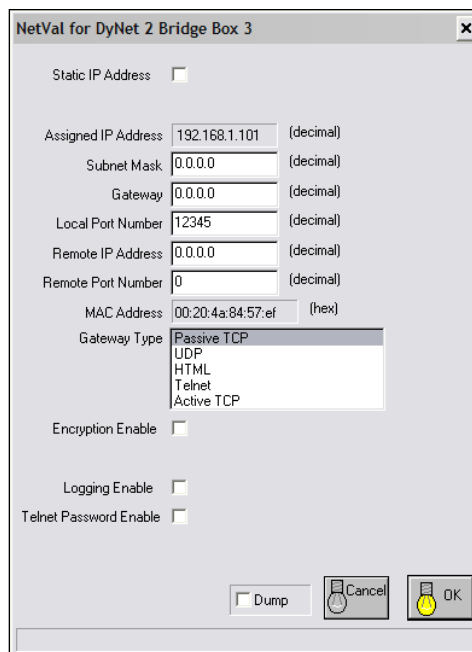 NetVal for DyNet 2 Bridge Box 3
Static IP Address
Assigned IP Address 192.168.1.101 (decimal)
Subnet Mask 0.0.0.0 (decimal)
Gateway 0.0.0.0 (decimal)
Local Port Number 12345 (decimal)
Remote IP Address 0.0.0.0 (decimal)
Remote Port Number 0 (decimal)
MAC Address 00:20:4a:84:57:ef (hex)
Gateway Type Passive TCP
UDP
HTML
Telnet
Active TCP
Encryption Enable
Logging Enable
Telnet Password Enable
Dump Cancel OK